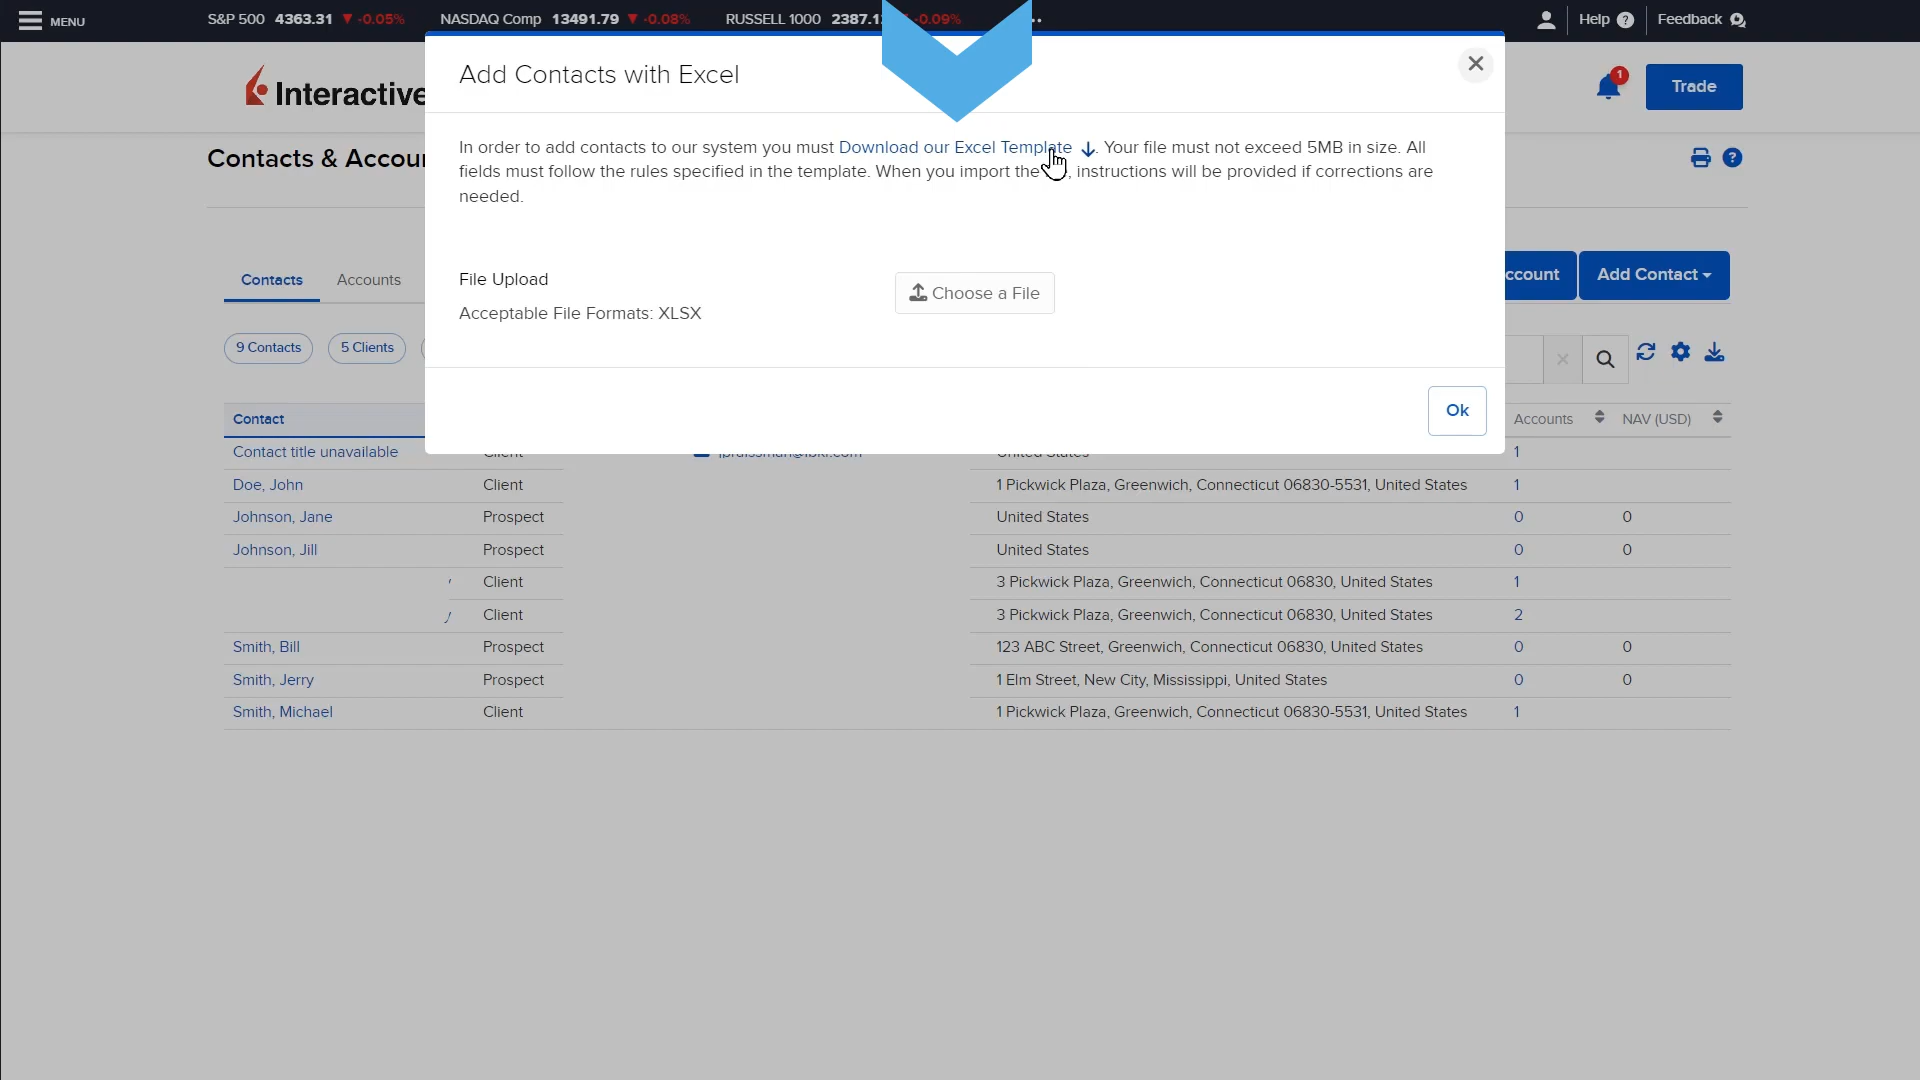 MENU
S&P 500 4363.31 ▼ -0.05%
NASDAQ Comp 13491.79 ▼ -0.08%
RUSSELL 1000 2387.1 -0.09%
Help
Feedback
Add Contacts with Excel
Interactive
1
Trade
In order to add contacts to our system you must Download our Excel Template. Your file must not exceed 5MB in size. All
fields must follow the rules specified in the template. When you import the , instructions will be provided if corrections are
needed.
Contacts &
Contacts
Accounts
File Upload
Choose a File
Acceptable File Formats: XLSX
Add Contact
9 Contacts
5 Clients
Ok
Contact
Accounts
NAV (USD)
Contact title unavailable Client United States 1
Doe, John Client 1 Pickwick Plaza, Greenwich, Connecticut 06830-5531, United States 1
Johnson, Jane Prospect United States 0 0
Johnson, Jill Prospect United States 0 0
Client 3 Pickwick Plaza, Greenwich, Connecticut 06830, United States 1
Client 3 Pickwick Plaza, Greenwich, Connecticut 06830, United States 2
Smith, Bill Prospect 123 ABC Street, Greenwich, Connecticut 06830, United States 0 0
Smith, Jerry Prospect 1 Elm Street, New City, Mississippi, United States 0 0
Smith, Michael Client 1 Pickwick Plaza, Greenwich, Connecticut 06830-5531, United States 1